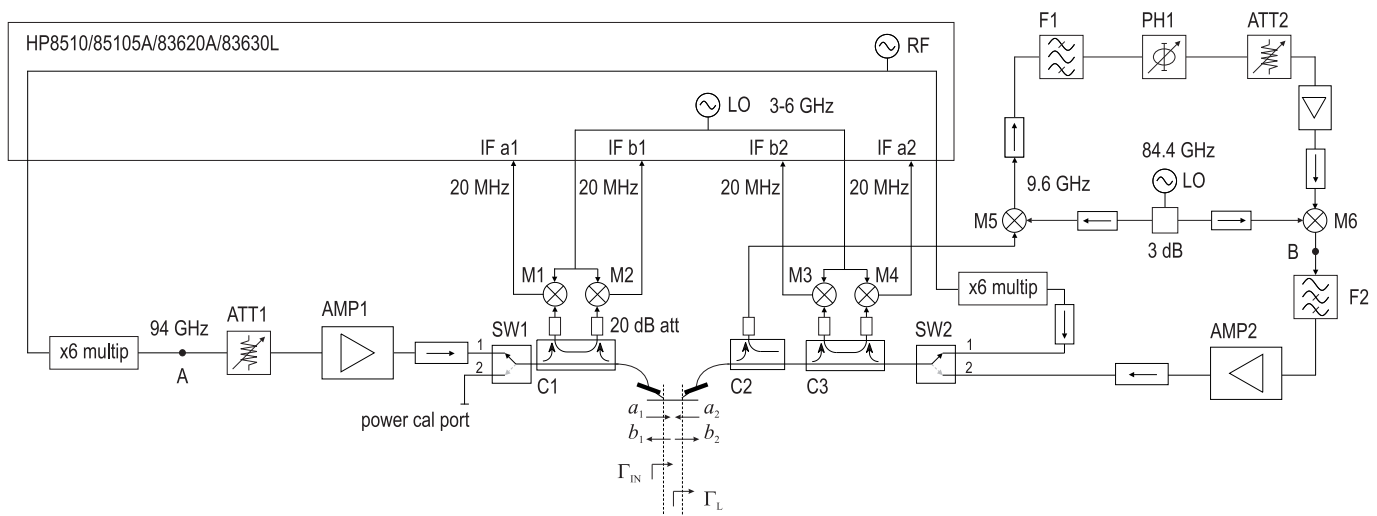 F1
PH1
ATT2
HP8510/85105A/83620A/83630L
RF
LO 3-6 GHz
IF a1
IF b1
IF b2
IF a2
20 MHz
20 MHz
20 MHz
20 MHz
84.4 GHz
LO
9.6 GHz
M5
M6
3 dB
B
M1
M2
M3
M4
x6 multip
F2
ATT1
AMP1
94 GHz
20 dB att
SW1
SW2
AMP2
x6 multip
A
1
2
1
2
C1
C2
C3
power cal port
a1
a2
b1
b2
ΓIN
ΓL